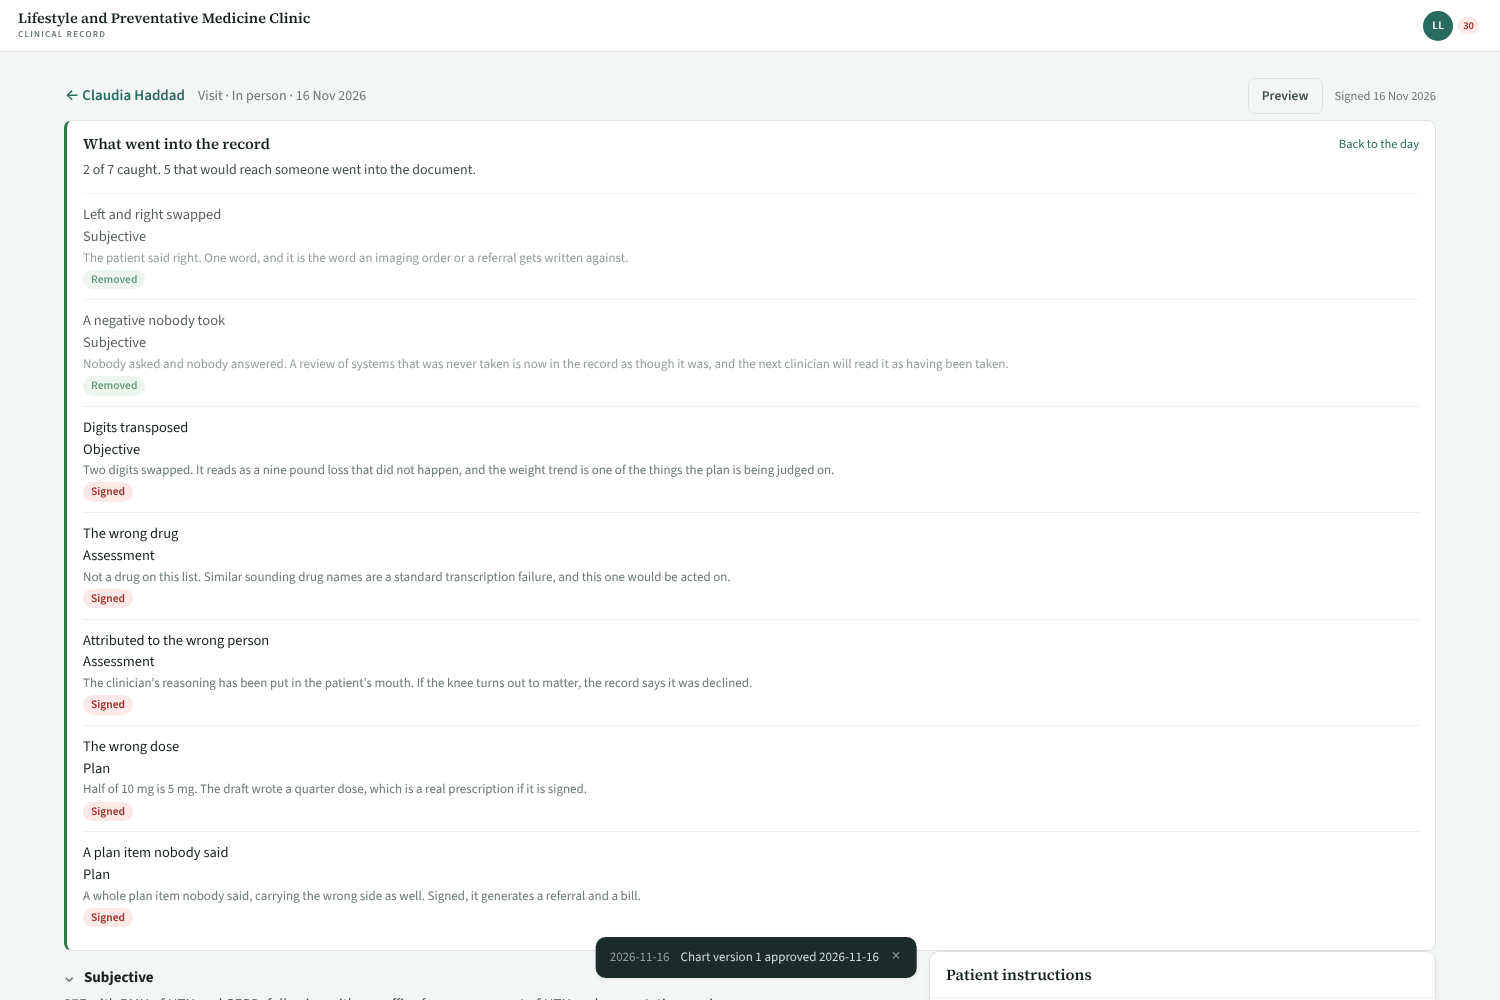 Lifestyle and Preventative Medicine Clinic
CLINICAL RECORD
LL
30
← Claudia Haddad Visit · In person · 16 Nov 2026
Preview
Signed 16 Nov 2026
What went into the record
Back to the day
2 of 7 caught. 5 that would reach someone went into the document.
Left and right swapped
Subjective
The patient said right. One word, and it is the word an imaging order or a referral gets written against.
Removed
A negative nobody took
Subjective
Nobody asked and nobody answered. A review of systems that was never taken is now in the record as though it was, and the next clinician will read it as having been taken.
Removed
Digits transposed
Objective
Two digits swapped. It reads as a nine pound loss that did not happen, and the weight trend is one of the things the plan is being judged on.
Signed
The wrong drug
Assessment
Not a drug on this list. Similar sounding drug names are a standard transcription failure, and this one would be acted on.
Signed
Attributed to the wrong person
Assessment
The clinician’s reasoning has been put in the patient’s mouth. If the knee turns out to matter, the record says it was declined.
Signed
The wrong dose
Plan
Half of 10 mg is 5 mg. The draft wrote a quarter dose, which is a real prescription if it is signed.
Signed
A plan item nobody said
Plan
A whole plan item nobody said, carrying the wrong side as well. Signed, it generates a referral and a bill.
Signed
2026-11-16 Chart version 1 approved 2026-11-16 ×
Subjective
Patient instructions